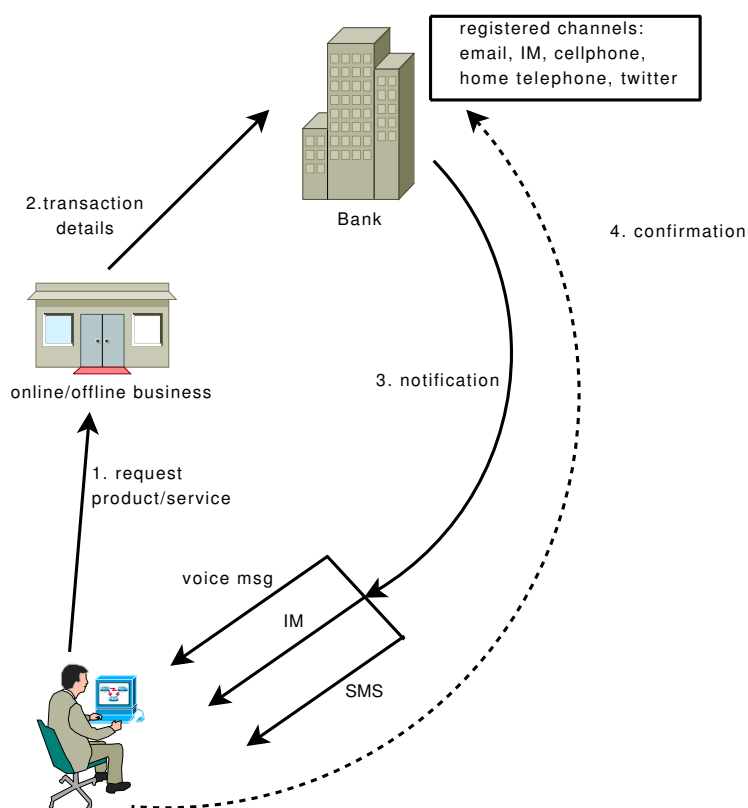 registered channels:
email, IM, cellphone,
home telephone, twitter
Bank
2.transaction
details
4. confirmation
3. notification
online/offline business
1. request
product/service
voice msg
IM
SMS